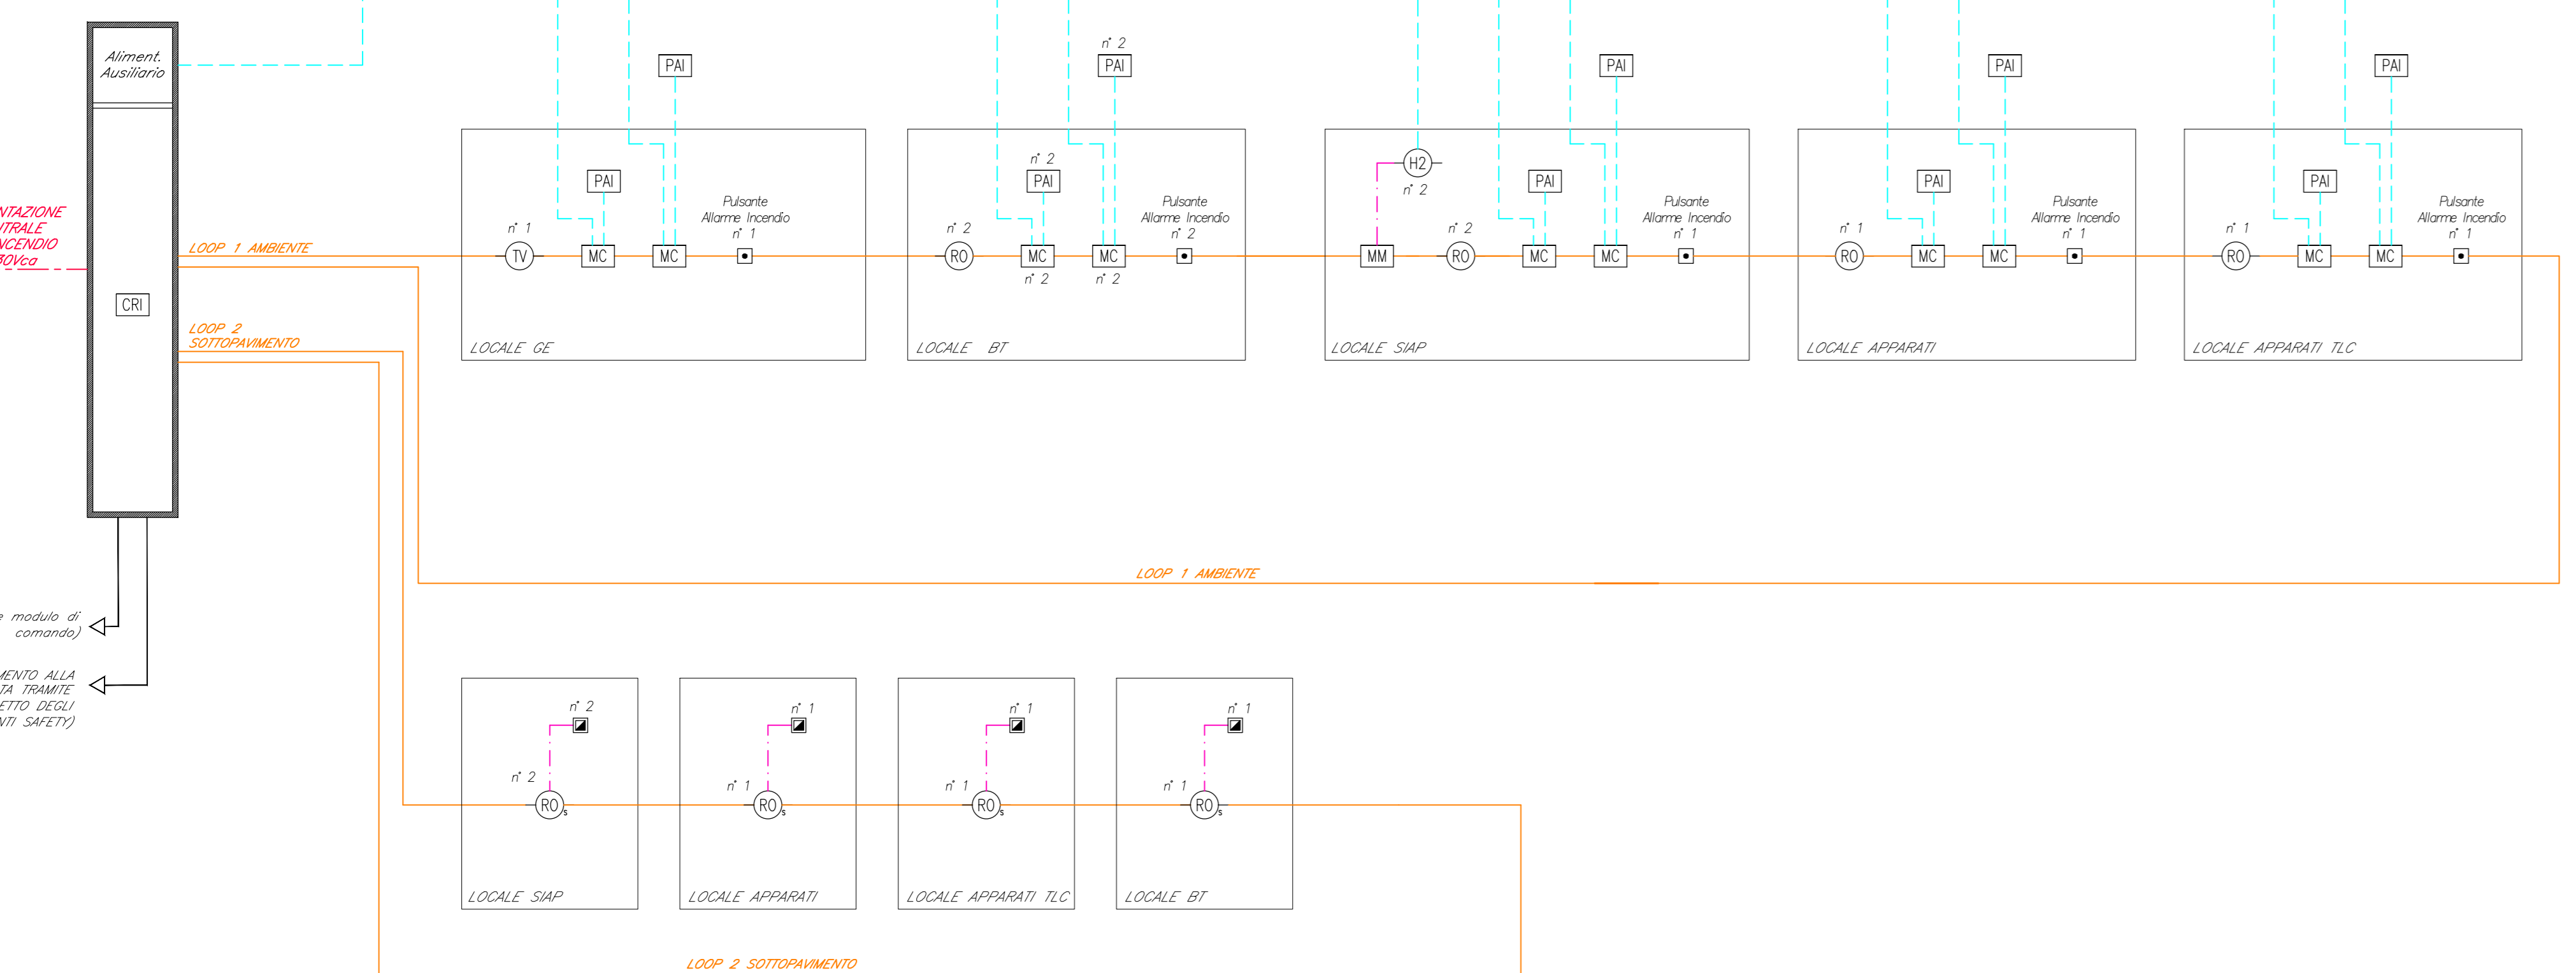 Aliment.
Ausiliario
CRI
INCENDIO
LOOP 1 AMBIENTE
LOOP 2
SOTTOPAVIMENTO
e modulo di
comando)
ALLA
TRAMITE
DEGLI
SAFETY)
PAI
PAI
n° 1
TV
MC
MC
Pulsante
Allarme Incendio
n° 1
LOCALE GE
n° 2
PAI
n° 2
PAI
n° 2
RO
MC
n° 2
MC
n° 2
Pulsante
Allarme Incendio
n° 2
LOCALE BT
PAI
H2
n° 2
PAI
MM
n° 2
RO
MC
MC
Pulsante
Allarme Incendio
n° 1
LOCALE SIAP
PAI
PAI
n° 1
RO
MC
MC
Pulsante
Allarme Incendio
n° 1
LOCALE APPARATI
PAI
PAI
n° 1
RO
MC
MC
Pulsante
Allarme Incendio
n° 1
LOCALE APPARATI TLC
LOOP 1 AMBIENTE
n° 2
n° 2
RO s
LOCALE SIAP
n° 1
n° 1
RO s
LOCALE APPARATI
n° 1
n° 1
RO s
LOCALE APPARATI TLC
n° 1
n° 1
RO s
LOCALE BT
LOOP 2 SOTTOPAVIMENTO